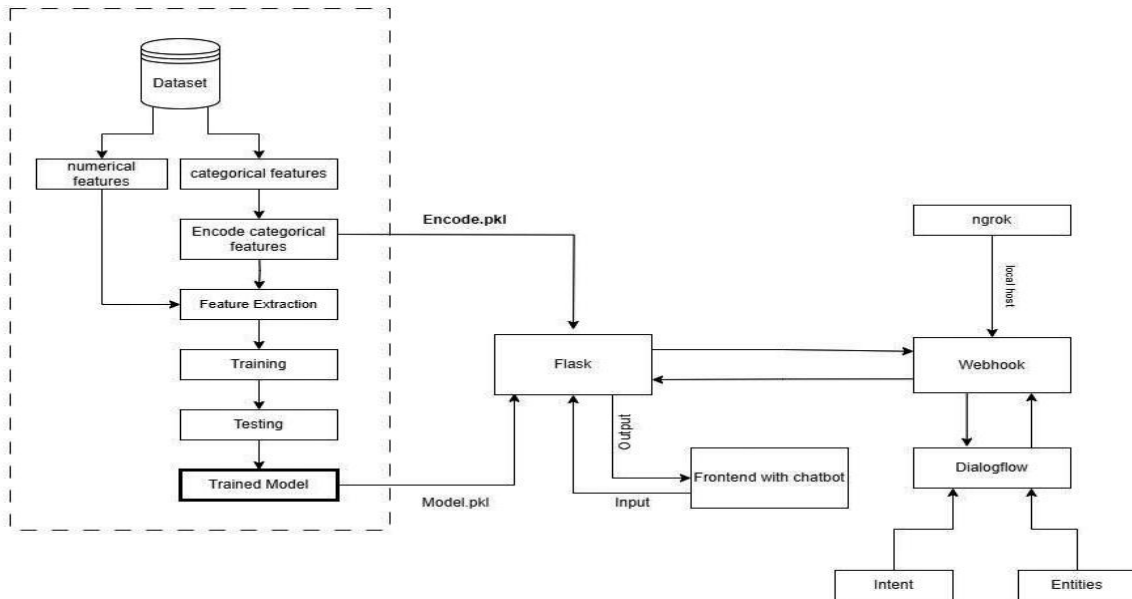 Dataset
numerical
features
categorical features
Encode categorical
features
Encode.pkl
Feature Extraction
Training
Testing
Trained Model
Model.pkl
Flask
Output
Input
Frontend with chatbot
ngrok
local host
Webhook
Dialogflow
Intent
Entities